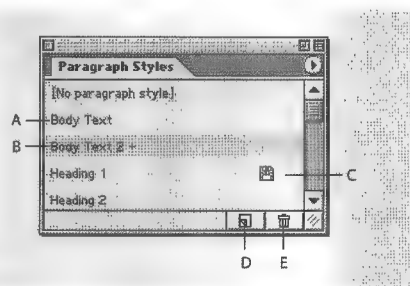 Paragraph Styles
[No paragraph style]
A Body Text
B Body Text 2 +
Heading 1 C
Heading 2
D E